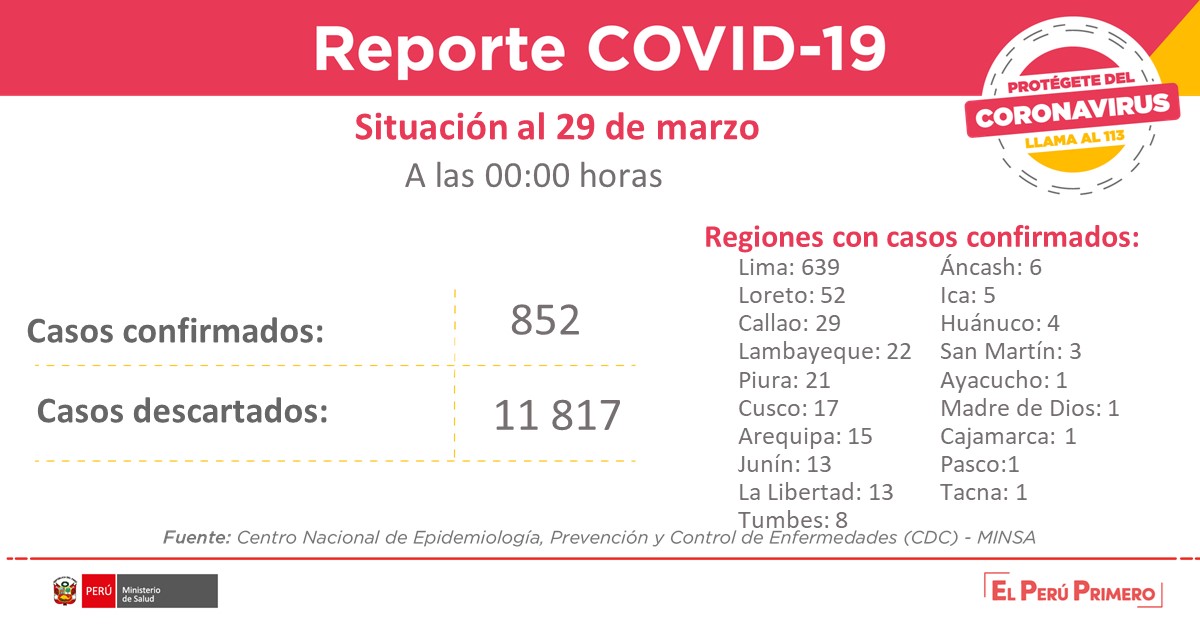 Reporte COVID-19
PROTÉGETE DEL
CORONAVIRUS
LLAMA AL 113
Situación al 29 de marzo
A las 00:00 horas
Casos confirmados:
852
Casos descartados:
11 817
Regiones con casos confirmados:
Lima: 639
Loreto: 52
Callao: 29
Lambayeque: 22
Piura: 21
Cusco: 17
Arequipa: 15
Junín: 13
La Libertad: 13
Tumbes: 8
Áncash: 6
Ica: 5
Huánuco: 4
San Martín: 3
Ayacucho: 1
Madre de Dios: 1
Cajamarca: 1
Pasco:1
Tacna: 1
Fuente: Centro Nacional de Epidemiología, Prevención y Control de Enfermedades (CDC) - MINSA
PERÚ
Ministerio
de Salud
EL PERÚ PRIMERO